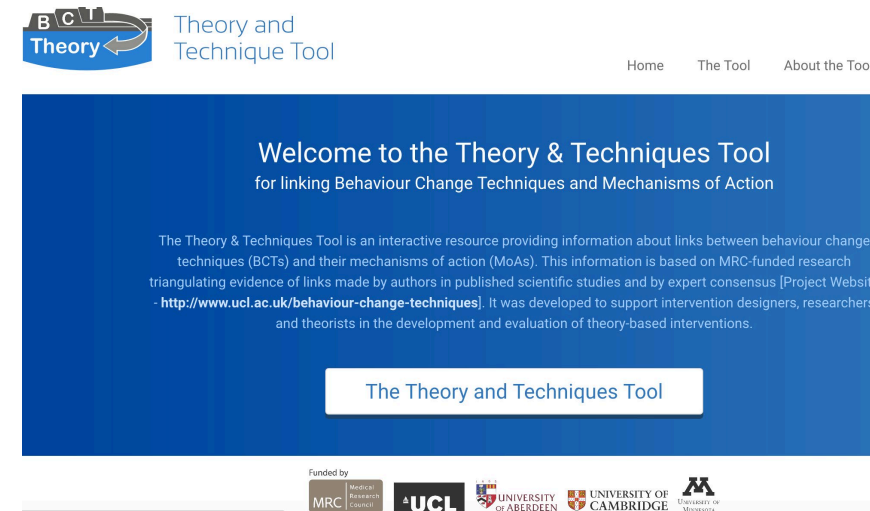 BCT
Theory
Theory and
Technique Tool
Home The Tool About the Too
Welcome to the Theory & Techniques Tool
for linking Behaviour Change Techniques and Mechanisms of Action
The Theory & Techniques Tool is an interactive resource providing information about links between behaviour change
techniques (BCTs) and their mechanisms of action (MoAs). This information is based on MRC-funded research
triangulating evidence of links made by authors in published scientific studies and by expert consensus [Project Websit
- http://www.ucl.ac.uk/behaviour-change-techniques]. It was developed to support intervention designers, researchers
and theorists in the development and evaluation of theory-based interventions.
The Theory and Techniques Tool
Funded by
MRC Medical
Research
Council
UCL
UNIVERSITY
OF ABERDEEN
UNIVERSITY OF
CAMBRIDGE
M
UNIVERSITY OF
MINNESOTA